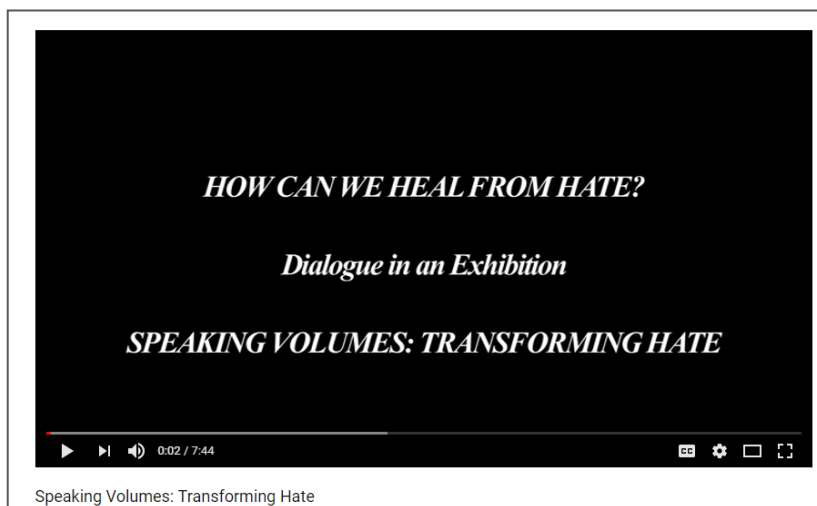 HOW CAN WE HEAL FROM HATE?
Dialogue in an Exhibition
SPEAKING VOLUMES: TRANSFORMING HATE
0:02 / 7:44
CC
Speaking Volumes: Transforming Hate